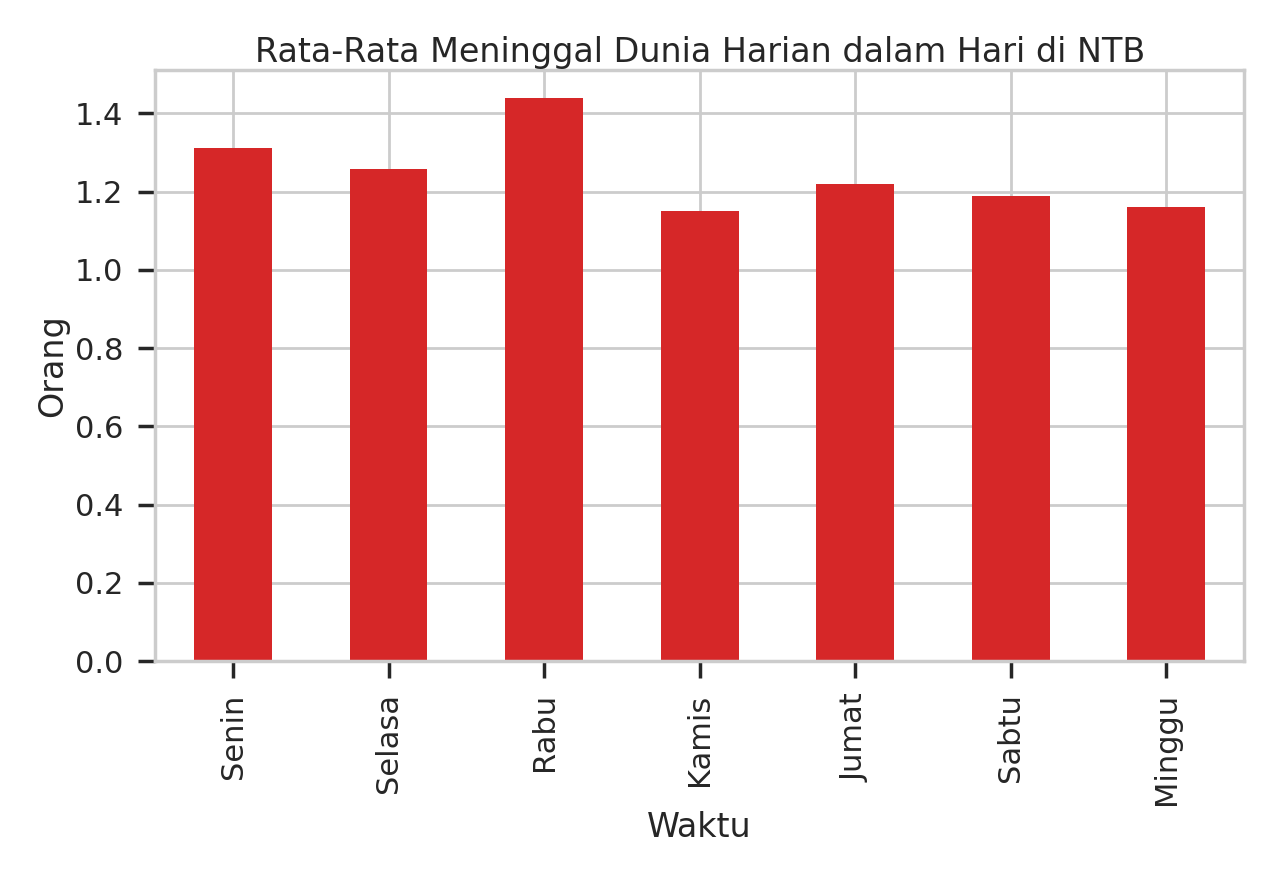 Rata-Rata Meninggal Dunia Harian dalam Hari di NTB
Orang
1.4
1.2
1.0
0.8
0.6
0.4
0.2
0.0
Senin
Selasa
Rabu
Kamis
Jumat
Sabtu
Minggu
Waktu